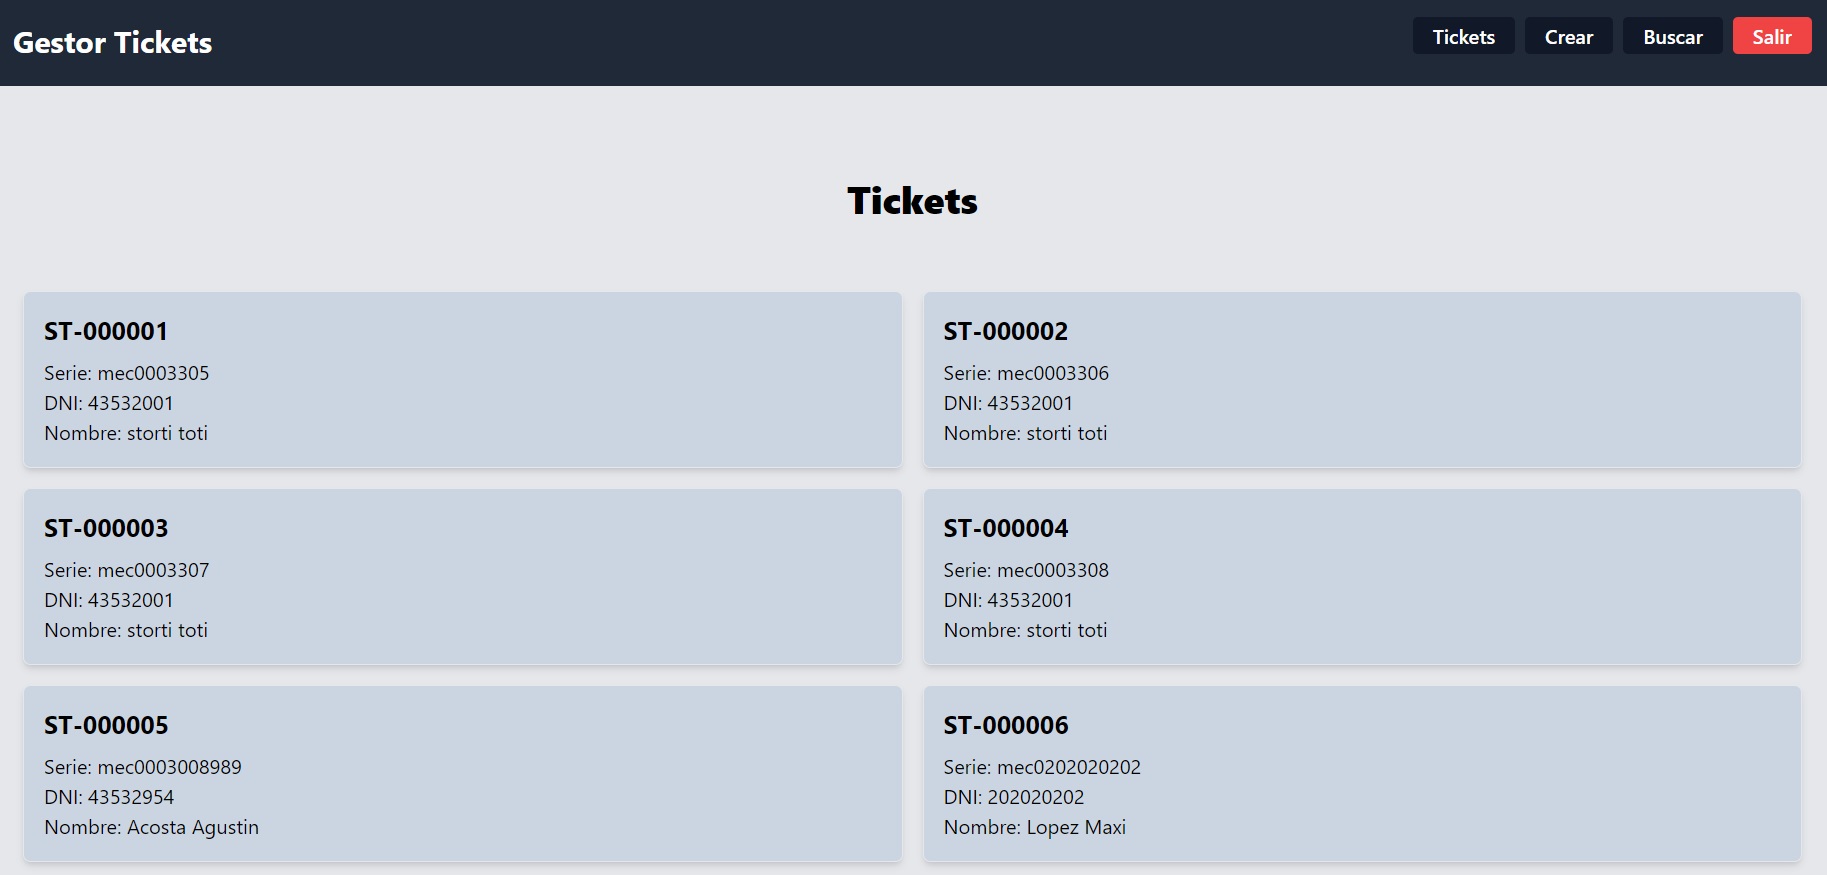 Gestor Tickets
Tickets
Crear
Buscar
Salir
Tickets
ST-000001
Serie: mec0003305
DNI: 43532001
Nombre: storti toti
ST-000002
Serie: mec0003306
DNI: 43532001
Nombre: storti toti
ST-000003
Serie: mec0003307
DNI: 43532001
Nombre: storti toti
ST-000004
Serie: mec0003308
DNI: 43532001
Nombre: storti toti
ST-000005
Serie: mec0003008989
DNI: 43532954
Nombre: Acosta Agustin
ST-000006
Serie: mec0202020202
DNI: 202020202
Nombre: Lopez Maxi